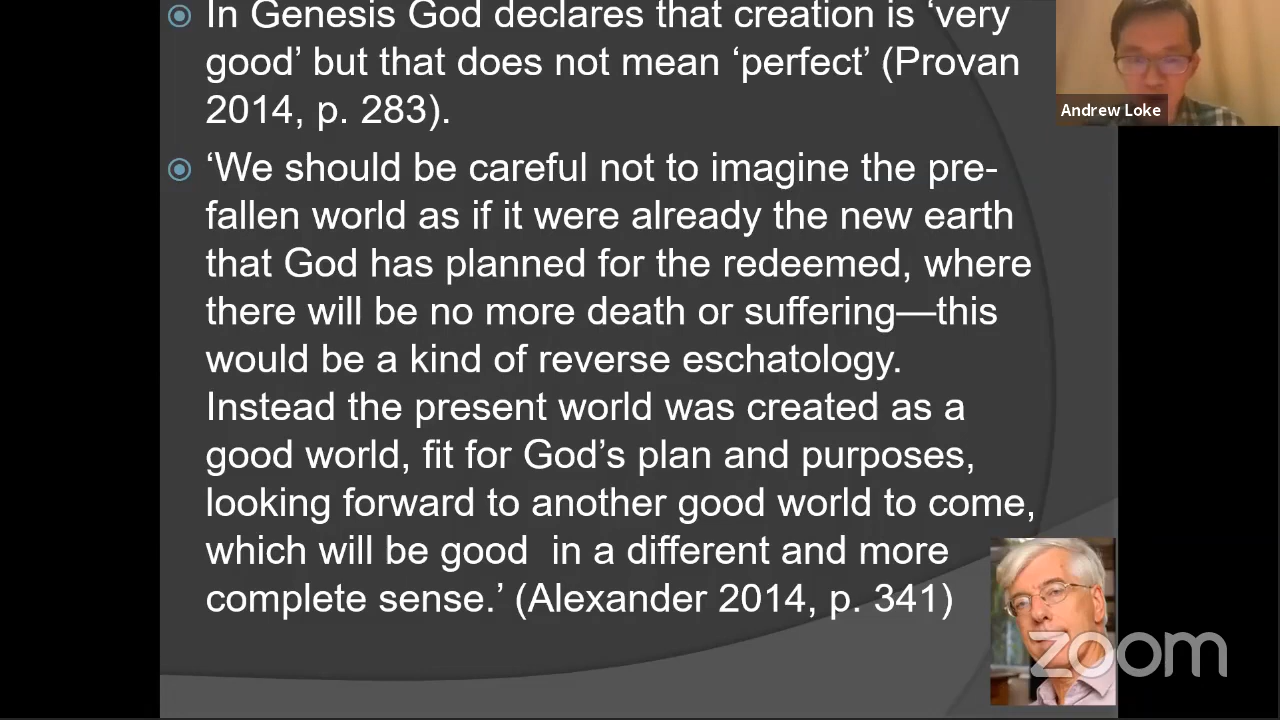 In Genesis God declares that creation is ‘very
good’ but that does not mean ‘perfect’ (Provan
2014, p. 283).
‘We should be careful not to imagine the pre-
fallen world as if it were already the new earth
that God has planned for the redeemed, where
there will be no more death or suffering—this
would be a kind of reverse eschatology.
Instead the present world was created as a
good world, fit for God’s plan and purposes,
looking forward to another good world to come,
which will be good  in a different and more
complete sense.’ (Alexander 2014, p. 341)
Andrew Loke
zoom